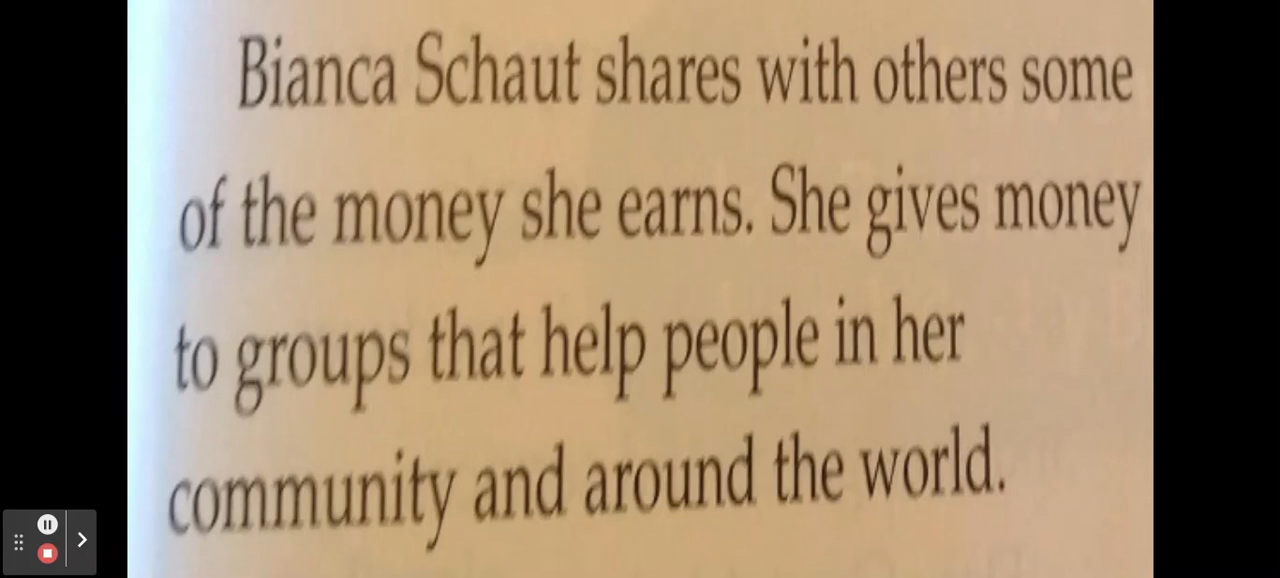 Bianca Schaut shares with others some
of the money she earns. She gives money
to groups that help people in her
community and around the world.